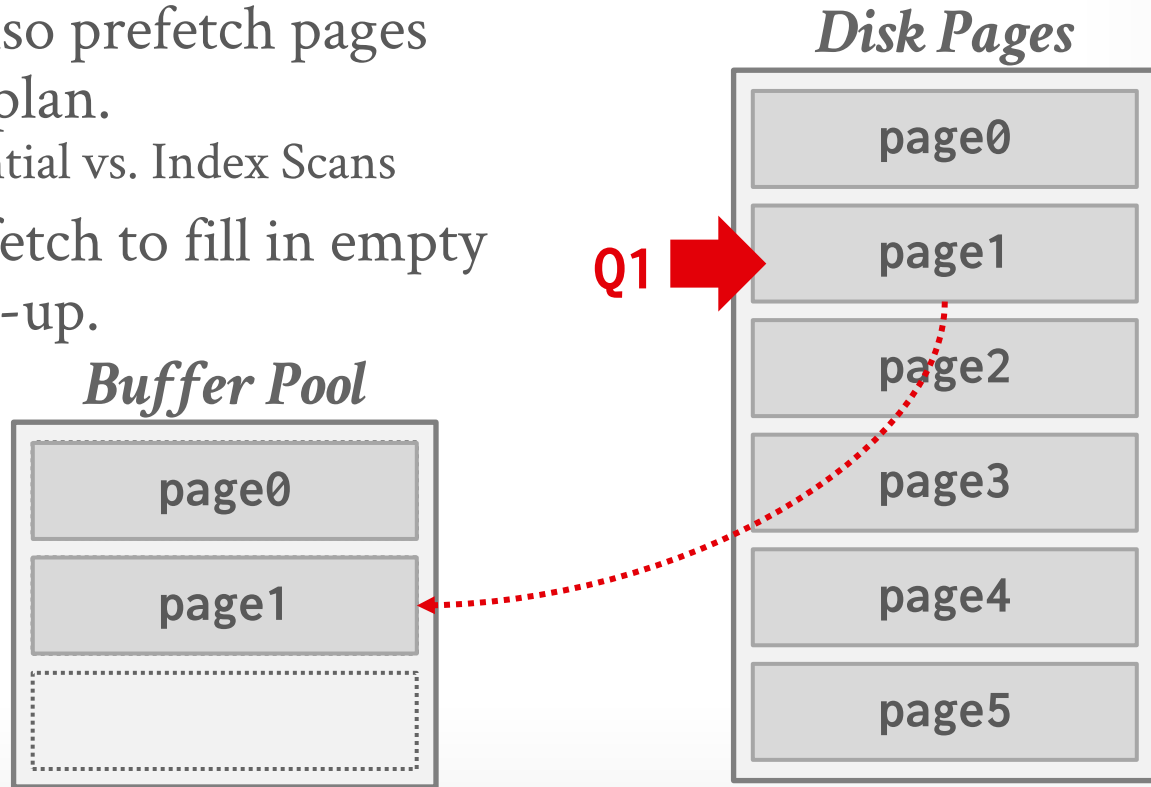 so prefetch pages
plan.
tial vs. Index Scans
fetch to fill in empty
-up.
Buffer Pool
page0
page1
Disk Pages
page0
Q1
page1
page2
page3
page4
page5